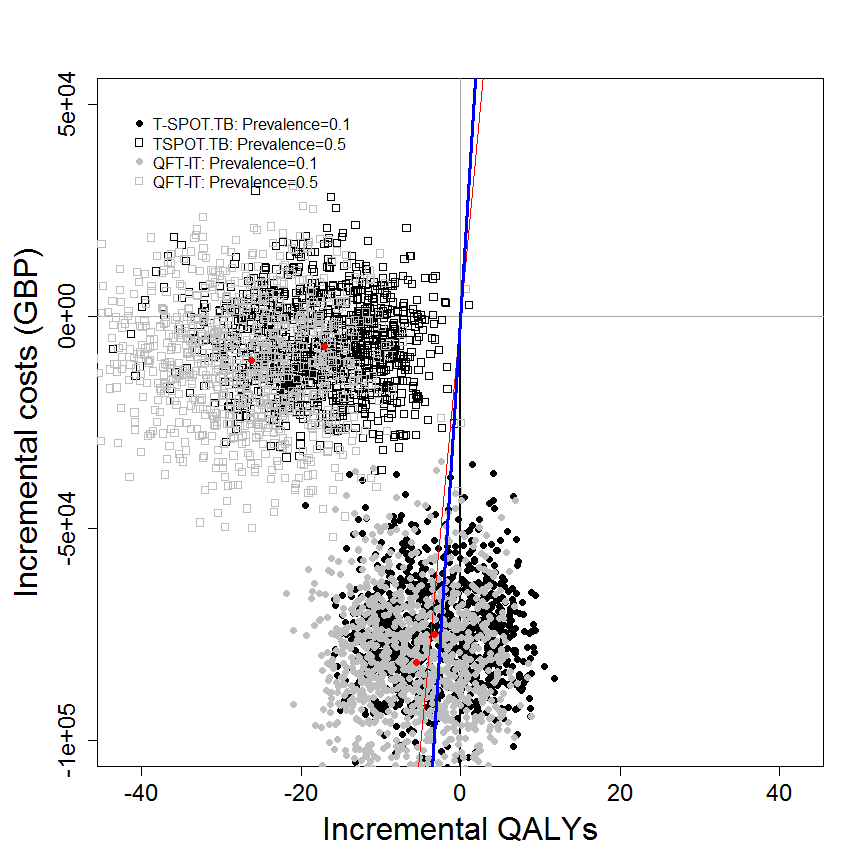 5e+04
0e+00
-5e+04
-1e+05
Incremental costs (GBP)
T-SPOT.TB: Prevalence=0.1
TSPOT.TB: Prevalence=0.5
QFT-IT: Prevalence=0.1
QFT-IT: Prevalence=0.5
-40 -20 0 20 40
Incremental QALYs